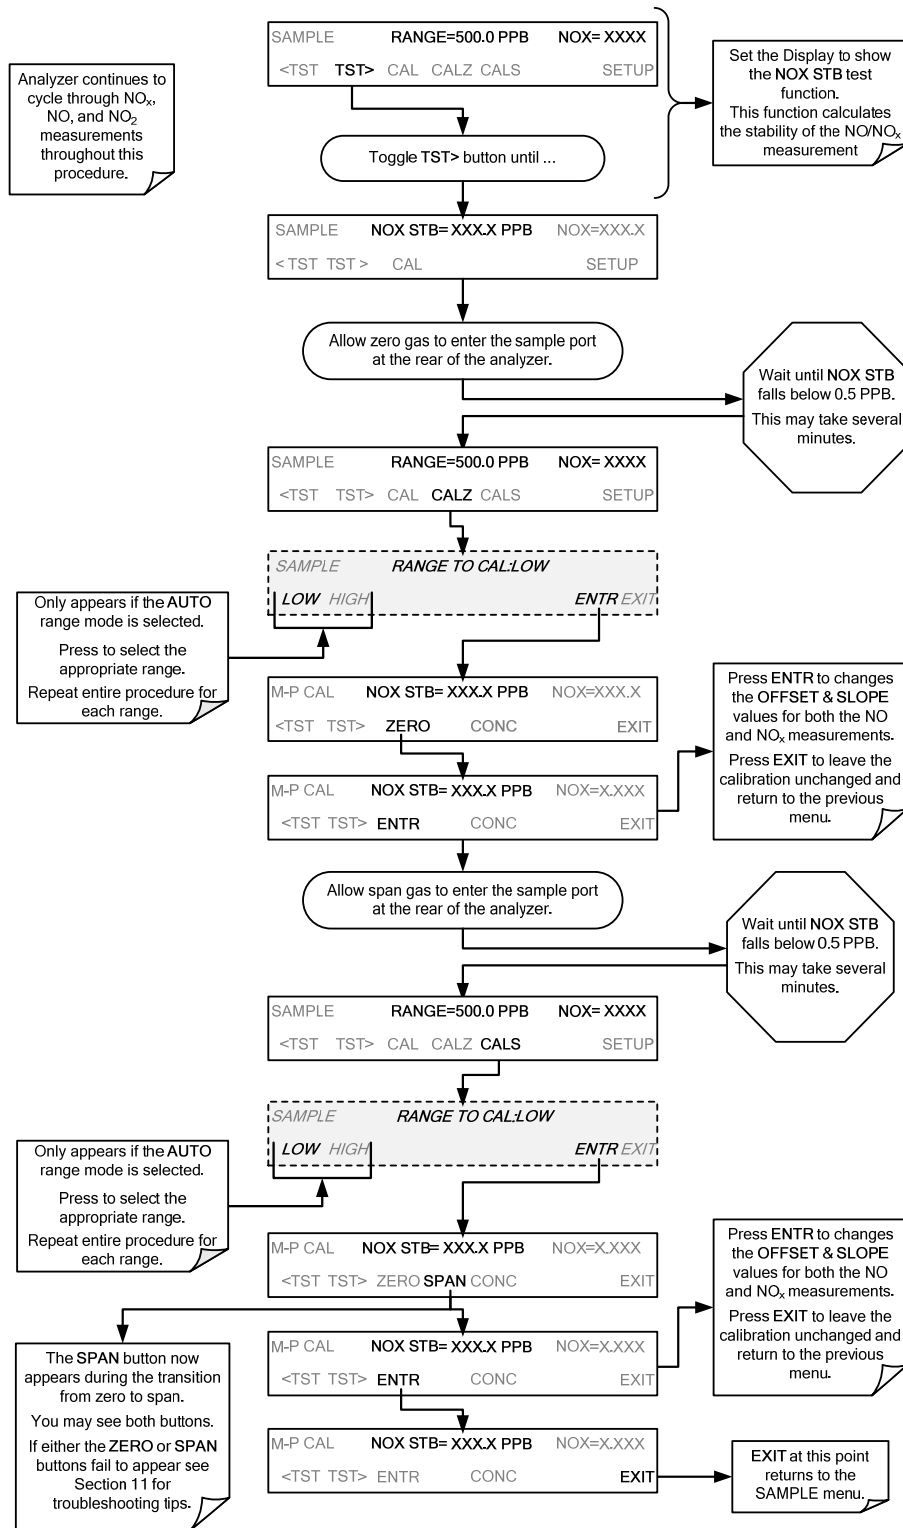 SAMPLE RANGE=500.0 PPB NOX= XXXX
<TST TST> CAL CALZ CALS SETUP
Set the Display to show
the NOX STB test
function.
This function calculates
the stability of the NO/NOx
measurement
Analyzer continues to
cycle through NOx,
NO, and NO2
measurements
throughout this
procedure.
Toggle TST> button until ...
SAMPLE NOX STB= XXX.X PPB NOX=XXX.X
< TST TST > CAL SETUP
Allow zero gas to enter the sample port
at the rear of the analyzer.
Wait until NOX STB
falls below 0.5 PPB.
This may take several
minutes.
SAMPLE RANGE=500.0 PPB NOX= XXXX
<TST TST> CAL CALZ CALS SETUP
SAMPLE RANGE TO CAL:LOW
LOW HIGH ENTR EXIT
Only appears if the AUTO
range mode is selected.
Press to select the
appropriate range.
Repeat entire procedure for
each range.
M-P CAL NOX STB= XXX.X PPB NOX=XXX.X
<TST TST> ZERO CONC EXIT
Press ENTR to changes
the OFFSET & SLOPE
values for both the NO
and NOx measurements.
Press EXIT to leave the
calibration unchanged and
return to the previous
menu.
M-P CAL NOX STB= XXX.X PPB NOX=X.XXX
<TST TST> ENTR CONC EXIT
Allow span gas to enter the sample port
at the rear of the analyzer.
Wait until NOX STB
falls below 0.5 PPB.
This may take several
minutes.
SAMPLE RANGE=500.0 PPB NOX= XXXX
<TST TST> CAL CALZ CALS SETUP
SAMPLE RANGE TO CAL:LOW
LOW HIGH ENTR EXIT
Only appears if the AUTO
range mode is selected.
Press to select the
appropriate range.
Repeat entire procedure for
each range.
M-P CAL NOX STB= XXX.X PPB NOX=X.XXX
<TST TST> ZERO SPAN CONC EXIT
Press ENTR to changes
the OFFSET & SLOPE
values for both the NO
and NOx measurements.
Press EXIT to leave the
calibration unchanged and
return to the previous
menu.
The SPAN button now
appears during the transition
from zero to span.
You may see both buttons.
If either the ZERO or SPAN
buttons fail to appear see
Section 11 for
troubleshooting tips.
M-P CAL NOX STB= XXX.X PPB NOX=X.XXX
<TST TST> ENTR CONC EXIT
M-P CAL NOX STB= XXX.X PPB NOX=X.XXX
<TST TST> ENTR CONC EXIT
EXIT at this point
returns to the
SAMPLE menu.